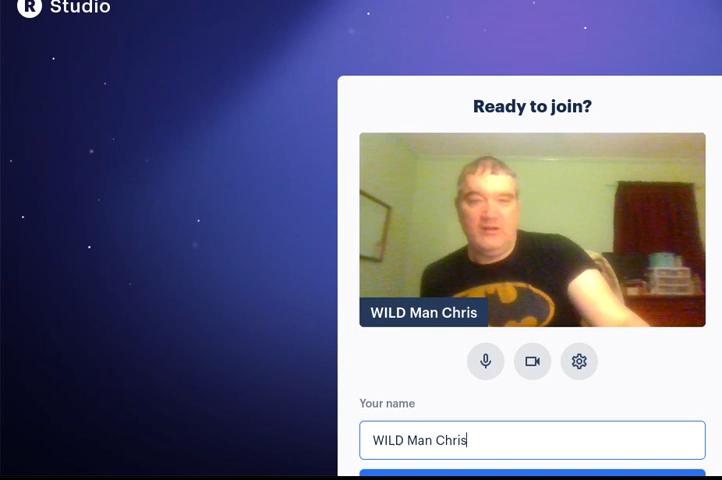 R Studio
Ready to join?
WILD Man Chris
Your name
WILD Man Chris